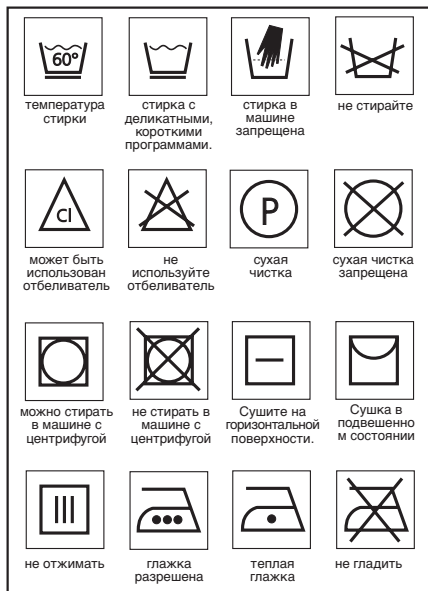 60°
температура
стирки
стирка с
деликатными,
короткими
программами.
стирка в
машине
запрещена
не стирайте
Cl
может быть
использован
отбеливатель
не
используйте
отбеливатель
P
сухая
чистка
сухая чистка
запрещена
можно стирать
в машине с
центрифугой
не стирать в
машине с
центрифугой
Сушите на
горизонтальной
поверхности.
Сушка в
подвешенно
м состоянии
не отжимать
глажка
разрешена
теплая
глажка
не гладить